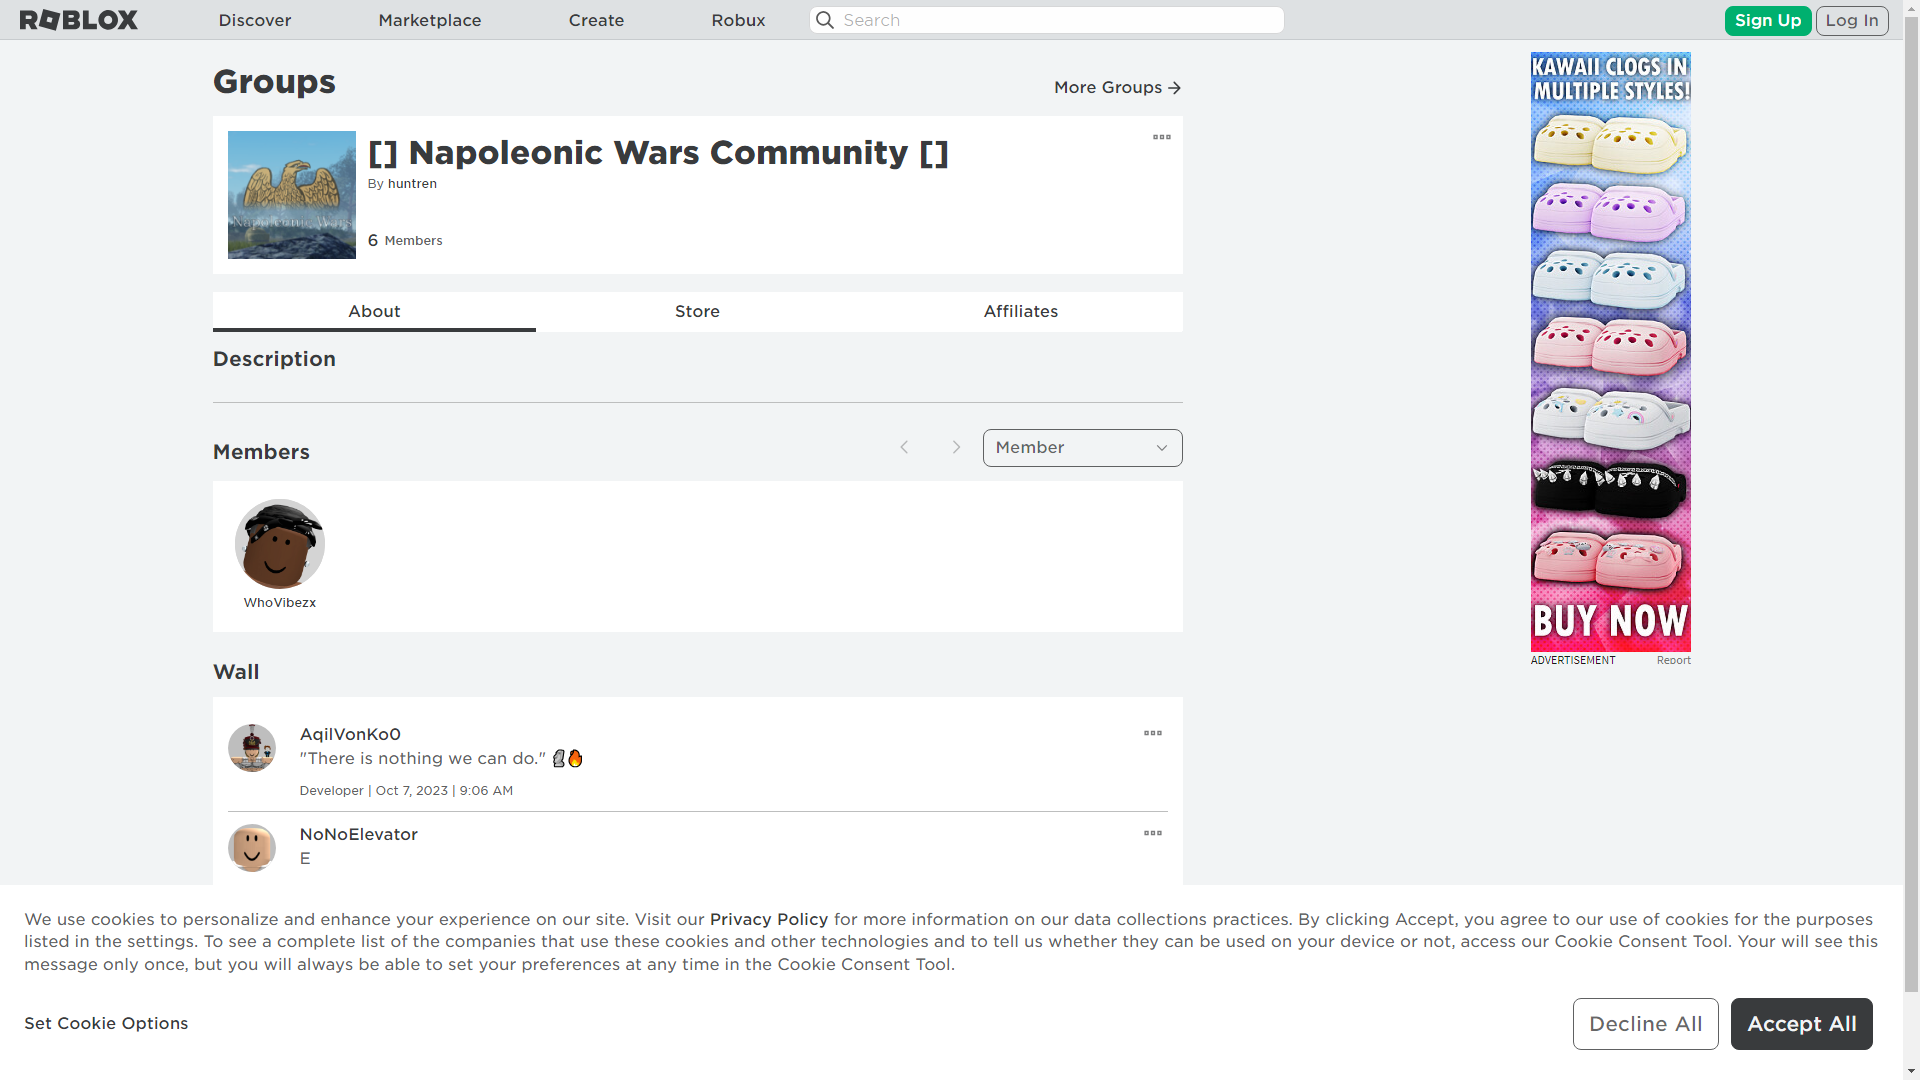 ROBLOX
Discover
Marketplace
Create
Robux
Search
Sign Up
Log In
Groups
More Groups
[] Napoleonic Wars Community []
By huntren
Napoleonic Wars
6 Members
About
Store
Affiliates
Description
Members
Member
WhoVibezx
Wall
AqilVonKo0
"There is nothing we can do." 🗿🔥
Developer | Oct 7, 2023 | 9:06 AM
NoNoElevator
E
KAWAII CLOGS IN
MULTIPLE STYLES!
BUY NOW
ADVERTISEMENT
Report
We use cookies to personalize and enhance your experience on our site. Visit our Privacy Policy for more information on our data collections practices. By clicking Accept, you agree to our use of cookies for the purposes
listed in the settings. To see a complete list of the companies that use these cookies and other technologies and to tell us whether they can be used on your device or not, access our Cookie Consent Tool. Your will see this
message only once, but you will always be able to set your preferences at any time in the Cookie Consent Tool.
Set Cookie Options
Decline All
Accept All